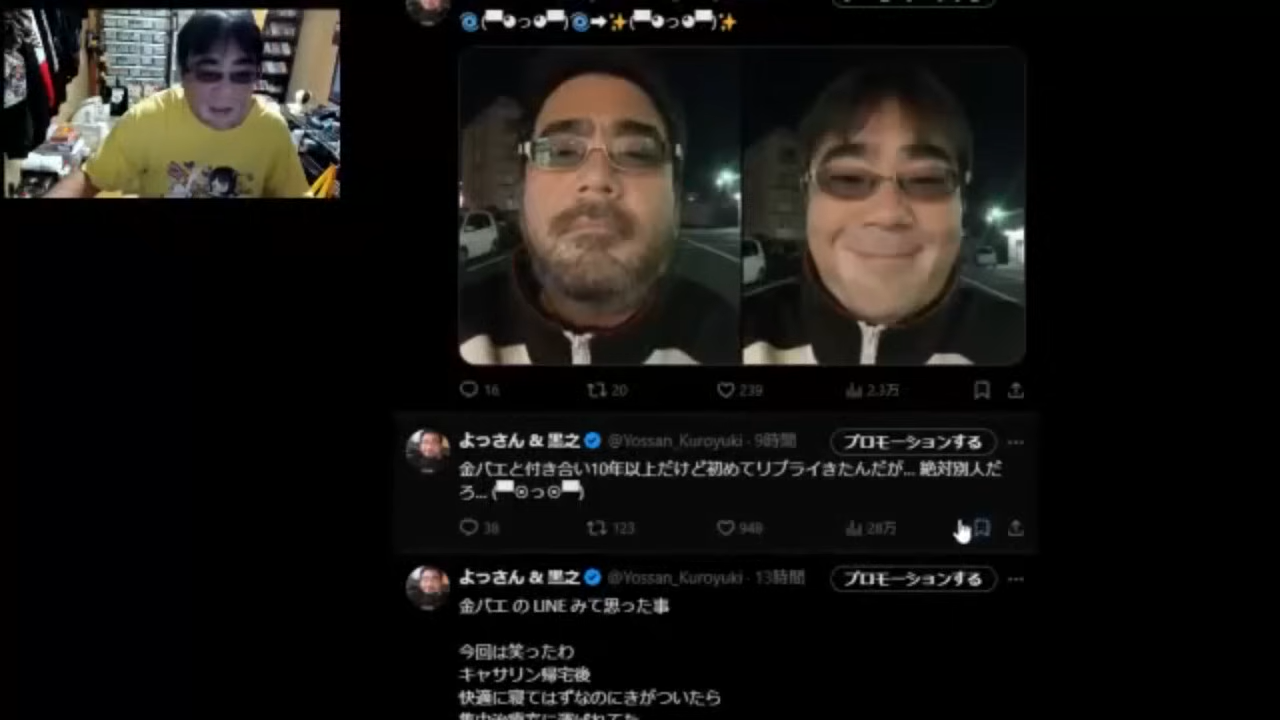 16 20 239 2.3万
よっさん & 黒之 @Yossan_Kuroyuki · 9時間 プロモーションする
金バエと付き合い10年以上だけど初めてリプライきたんだが... 絶対別人だ
ろ...
38 123 948 28万
よっさん & 黒之 @Yossan_Kuroyuki · 13時間 プロモーションする
金バエ の LINE みて思った事
今回は笑ったわ
キャサリン帰宅後
快適に寝てはずなのにきがついたら